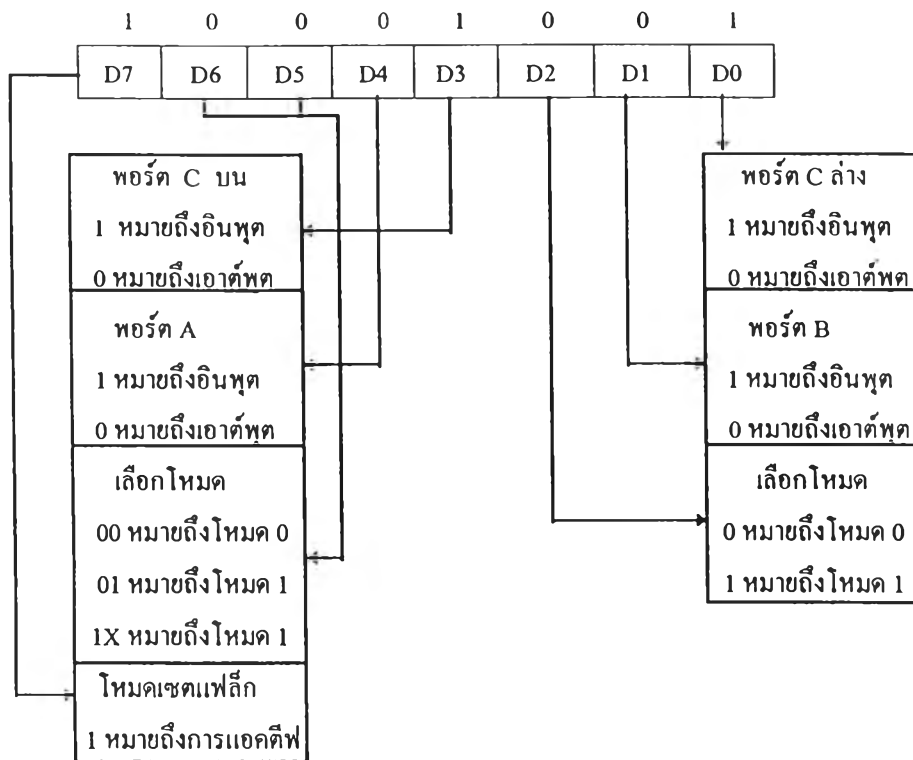 1 0 0 0 1 0 0 1
D7 D6 D5 D4 D3 D2 D1 D0
พอร์ต C บน
1 หมายถึงอินพุต
0 หมายถึงเอาต์พต
พอร์ต A
1 หมายถึงอินพุต
0 หมายถึงเอาต์พุต
เลือกโหมด
00 หมายถึงโหมด 0
01 หมายถึงโหมด 1
1X หมายถึงโหมด 1
โหมดเซตแฟล็ก
1 หมายถึงการแอคตีฟ
พอร์ต C ล่าง
1 หมายถึงอินพุต
0 หมายถึงเอาต์พต
พอร์ต B
1 หมายถึงอินพุต
0 หมายถึงเอาต์พุต
เลือกโหมด
0 หมายถึงโหมด 0
1 หมายถึงโหมด 1